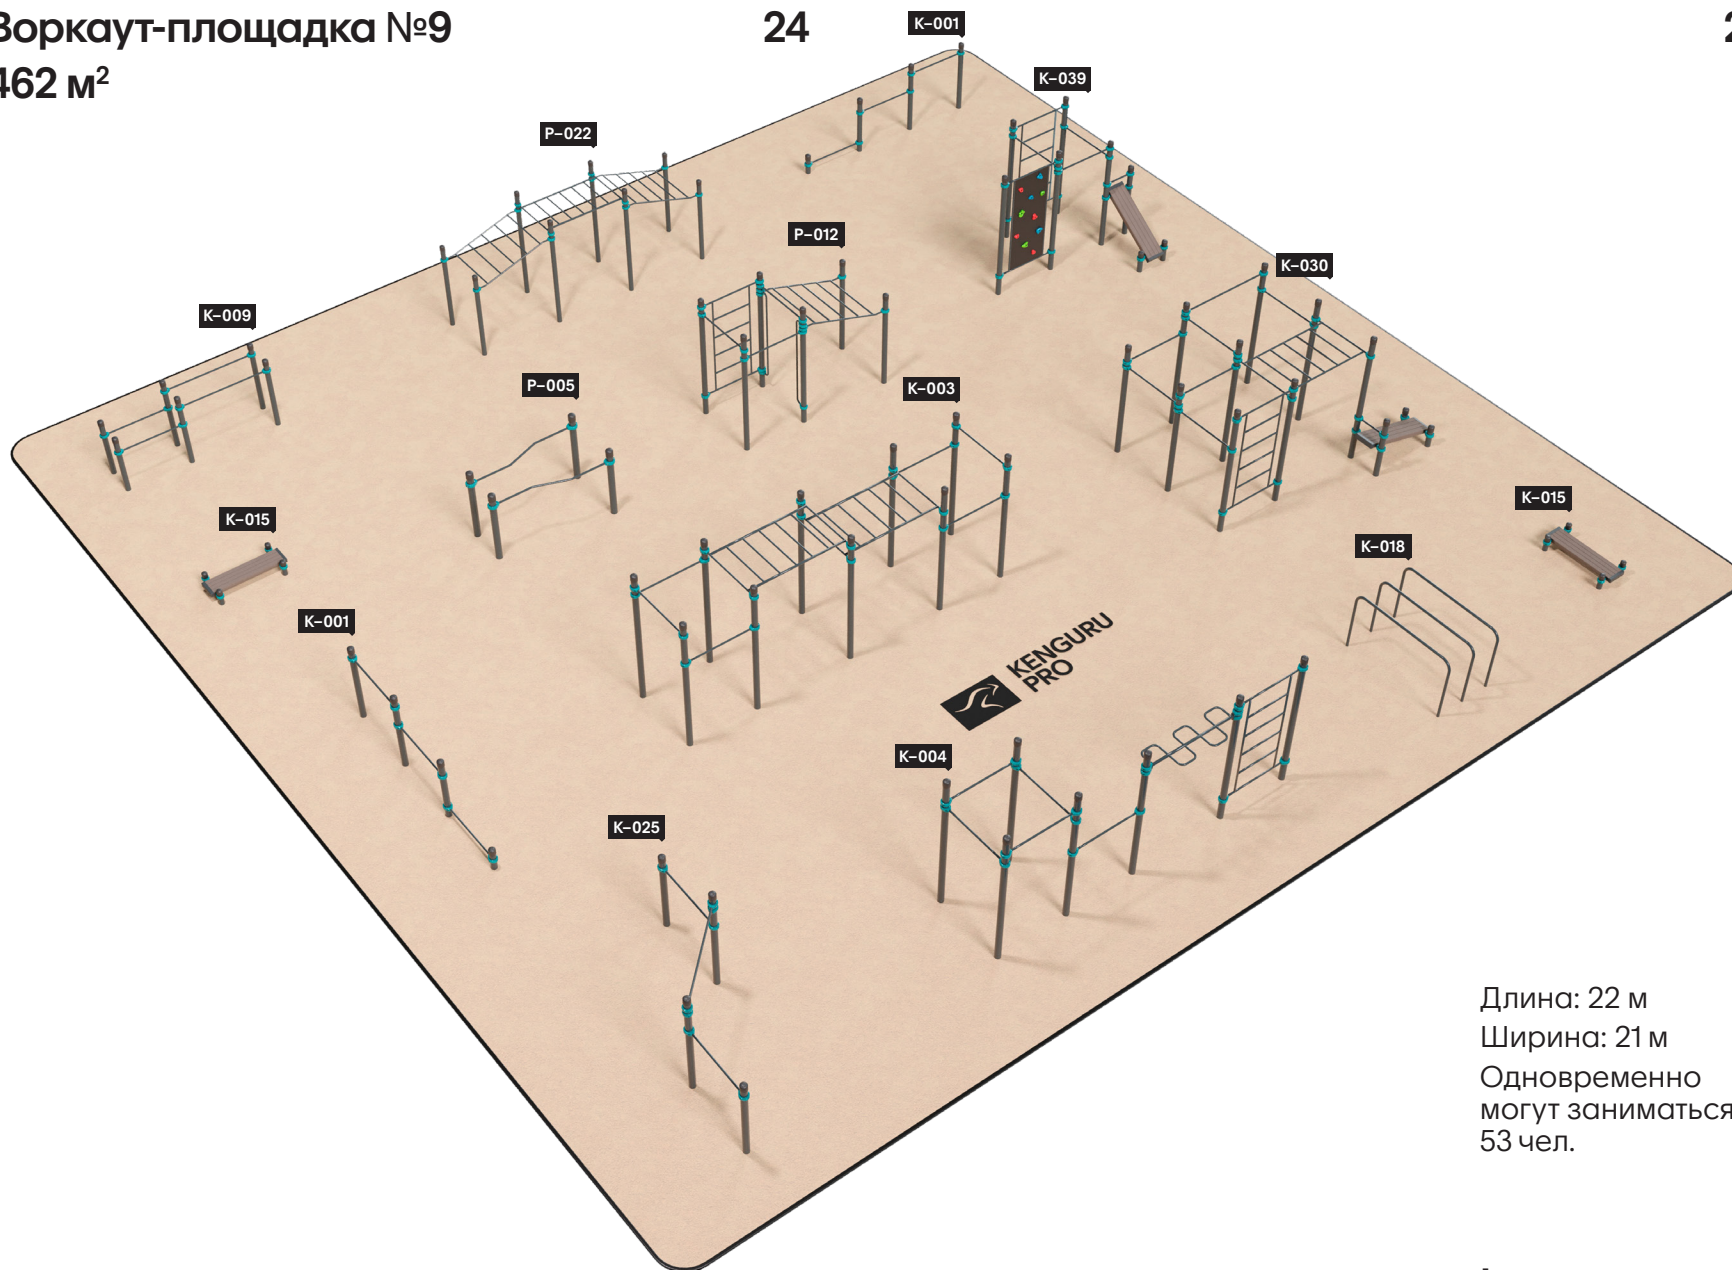 Воркаут-площадка №9
24
462 м²
K-001
K-039
P-022
P-012
K-030
K-009
P-005
K-003
K-015
K-015
K-018
K-001
KENGURU
PRO
K-004
K-025
Длина: 22 м
Ширина: 21 м
Одновременно
могут заниматься
53 чел.